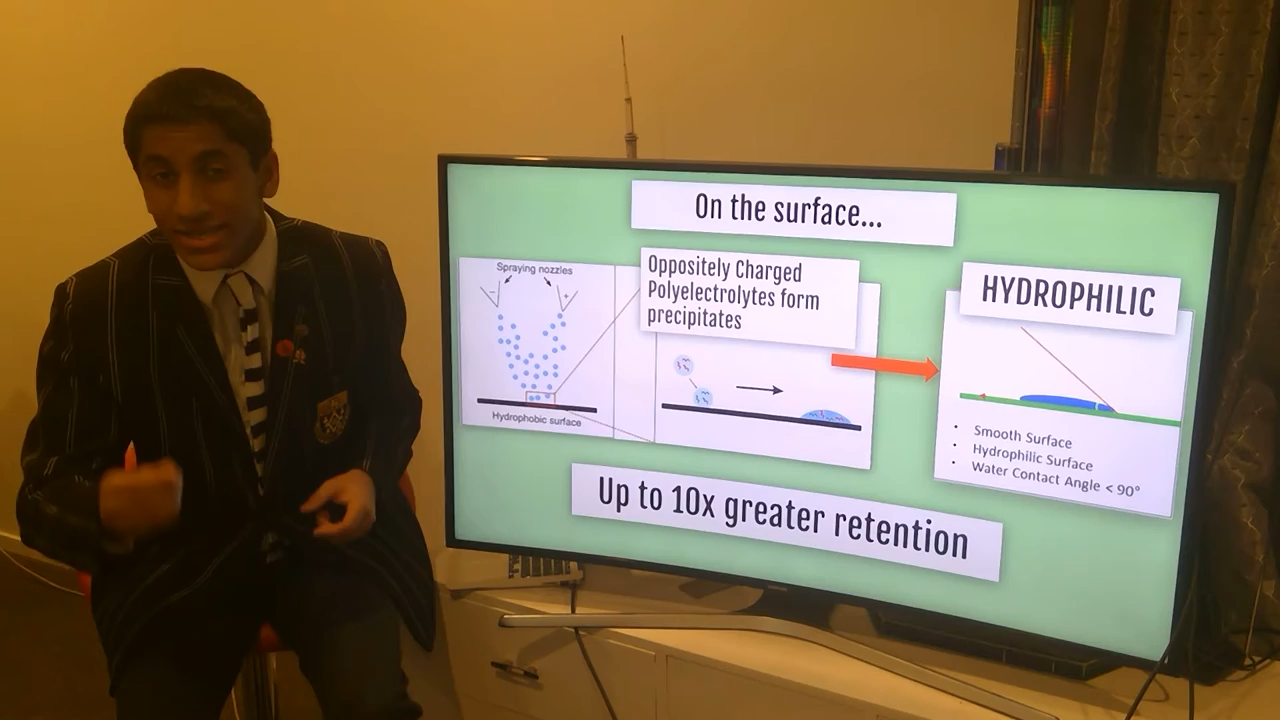 On the surface...
Spraying nozzles
−
+
Hydrophobic surface
Oppositely Charged
Polyelectrolytes form
precipitates
HYDROPHILIC
• Smooth Surface
• Hydrophilic Surface
• Water Contact Angle < 90°
Up to 10x greater retention